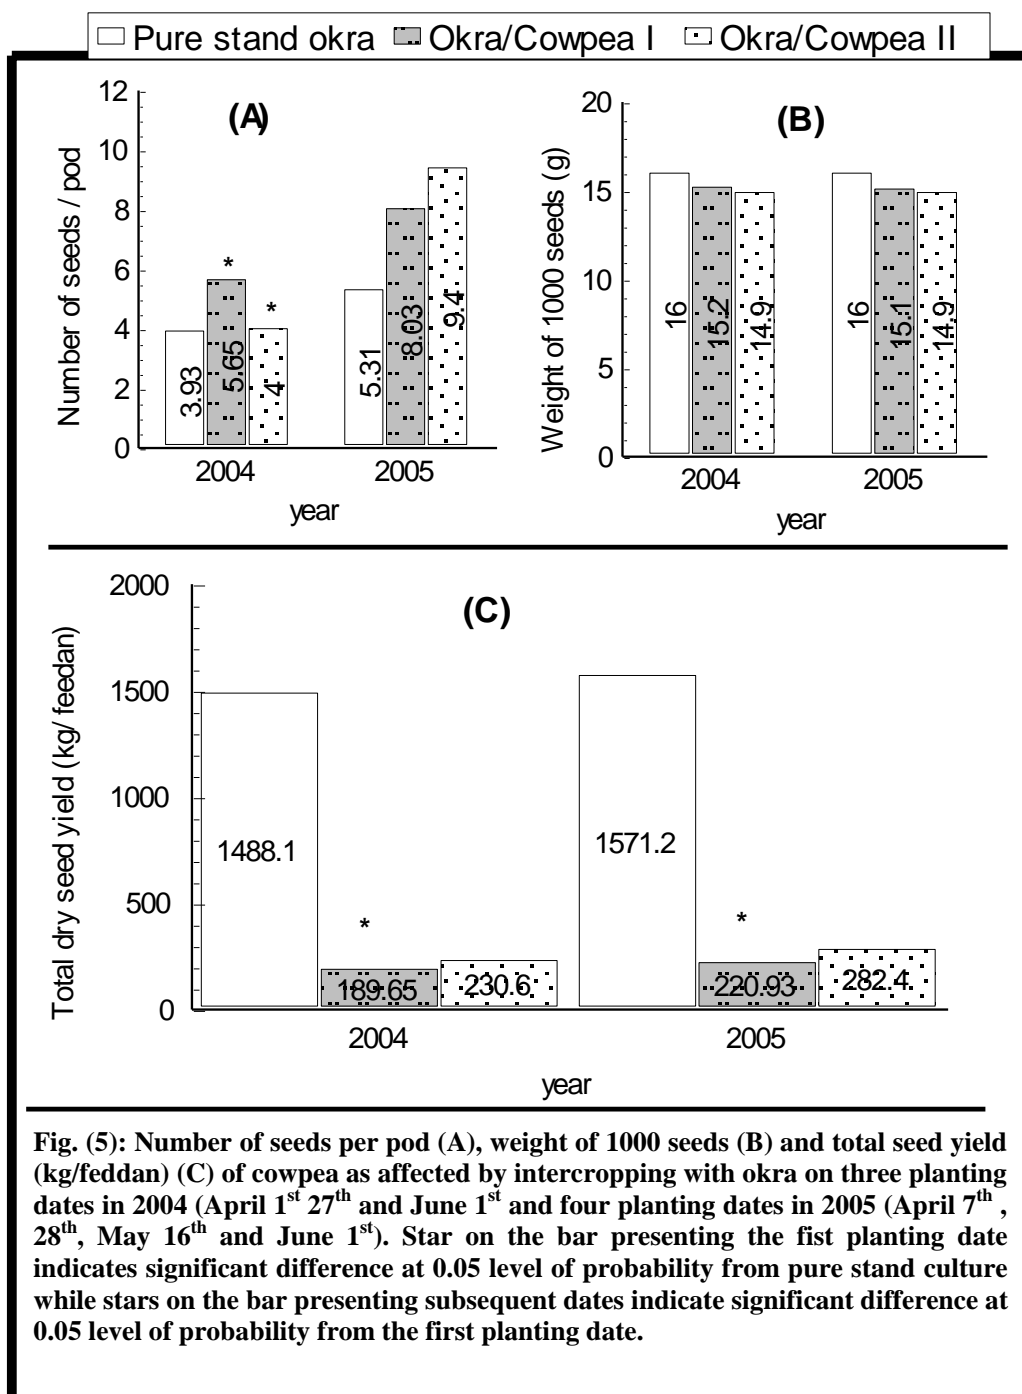 Pure stand okra Okra/Cowpea I Okra/Cowpea II
(A)
Number of seeds / pod
12
10
8
6
4
2
0
* *
3.93 5.65 4 5.31 8.03 9.4
2004 2005
year
(B)
Weight of 1000 seeds (g)
20
15
10
5
0
16 15.2 14.9 16 15.1 14.9
2004 2005
year
(C)
Total dry seed yield (kg/feedan)
2000
1500
1000
500
0
* *
1488.1 189.65 230.6 1571.2 220.93 282.4
2004 2005
year
Fig. (5): Number of seeds per pod (A), weight of 1000 seeds (B) and total seed yield
(kg/feddan) (C) of cowpea as affected by intercropping with okra on three planting
dates in 2004 (April 1st 27th and June 1st and four planting dates in 2005 (April 7th ,
28th, May 16th and June 1st). Star on the bar presenting the fist planting date
indicates significant difference at 0.05 level of probability from pure stand culture
while stars on the bar presenting subsequent dates indicate significant difference at
0.05 level of probability from the first planting date.